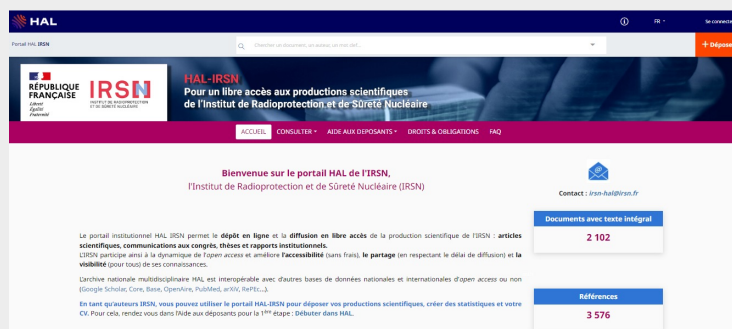 HAL
FR
Se connecter
Portail HAL IRSN
Chercher un document, un auteur, un mot clef...
+ Dépose
RÉPUBLIQUE
FRANÇAISE
Liberté
Égalité
Fraternité
IRSN
INSTITUT DE RADIOPROTECTION
ET DE SÛRETÉ NUCLÉAIRE
HAL-IRSN
Pour un libre accès aux productions scientifiques
de l'Institut de Radioprotection et de Sûreté Nucléaire
ACCUEIL CONSULTER AIDE AUX DEPOSANTS DROITS & OBLIGATIONS FAQ
Bienvenue sur le portail HAL de l'IRSN,
l'Institut de Radioprotection et de Sûreté Nucléaire (IRSN)
Contact : irsn-hal@irsn.fr
Le portail institutionnel HAL IRSN permet le dépôt en ligne et la diffusion en libre accès de la production scientifique de l'IRSN : articles
scientifiques, communications aux congrès, thèses et rapports institutionnels.
L'IRSN participe ainsi à la dynamique de l'open access et améliore l'accessibilité (sans frais), le partage (en respectant le délai de diffusion) et la
visibilité (pour tous) de ses connaissances.
L'archive nationale multidisciplinaire HAL est interopérable avec d'autres bases de données nationales et internationales d'open access ou non
(Google Scholar, Core, Base, OpenAire, PubMed, arXiV, RePEc,..).
En tant qu'auteurs IRSN, vous pouvez utiliser le portail HAL-IRSN pour déposer vos productions scientifiques, créer des statistiques et votre
CV. Pour cela, rendez vous dans l'Aide aux déposants pour la 1ère étape : Débuter dans HAL.
Documents avec texte intégral
2 102
Références
3 576